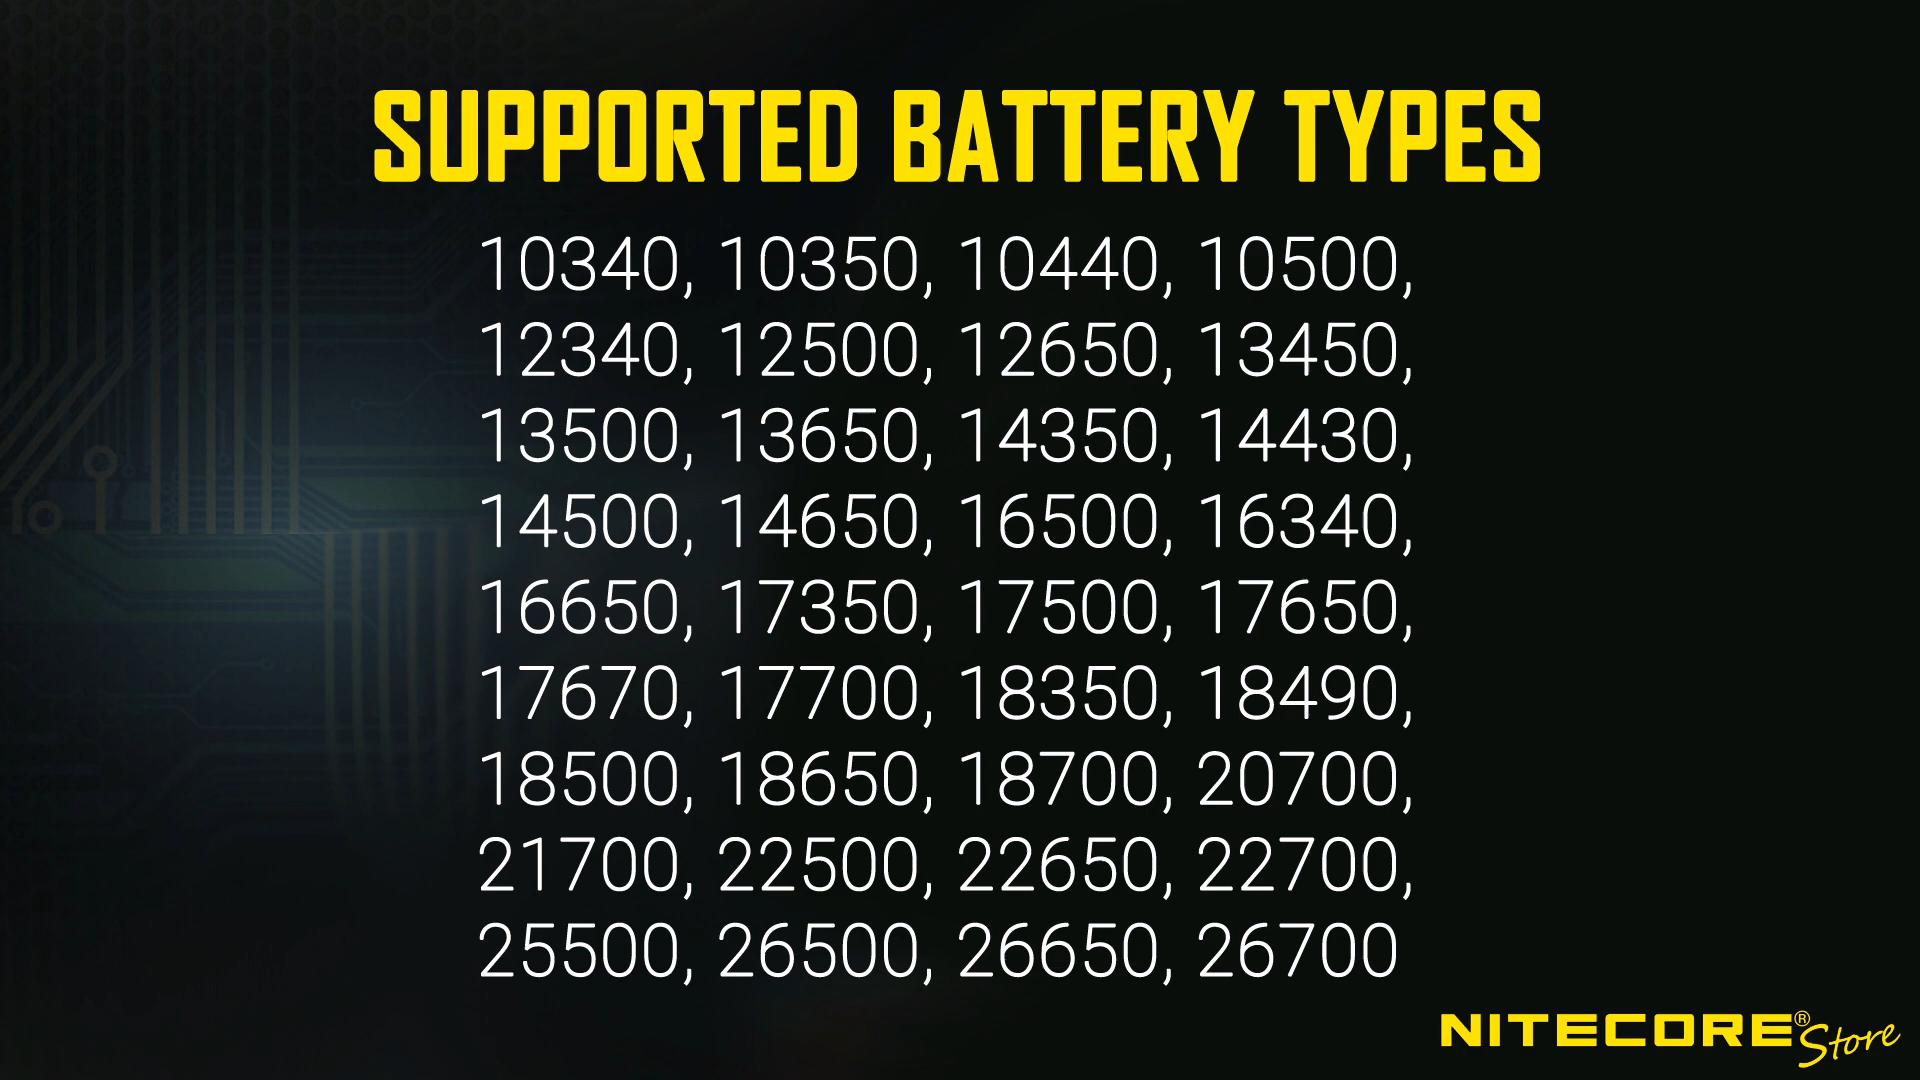 SUPPORTED BATTERY TYPES
10340, 10350, 10440, 10500,
12340, 12500, 12650, 13450,
13500, 13650, 14350, 14430,
14500, 14650, 16500, 16340,
16650, 17350, 17500, 17650,
17670, 17700, 18350, 18490,
18500, 18650, 18700, 20700,
21700, 22500, 22650, 22700,
25500, 26500, 26650, 26700
NITECORE® Store